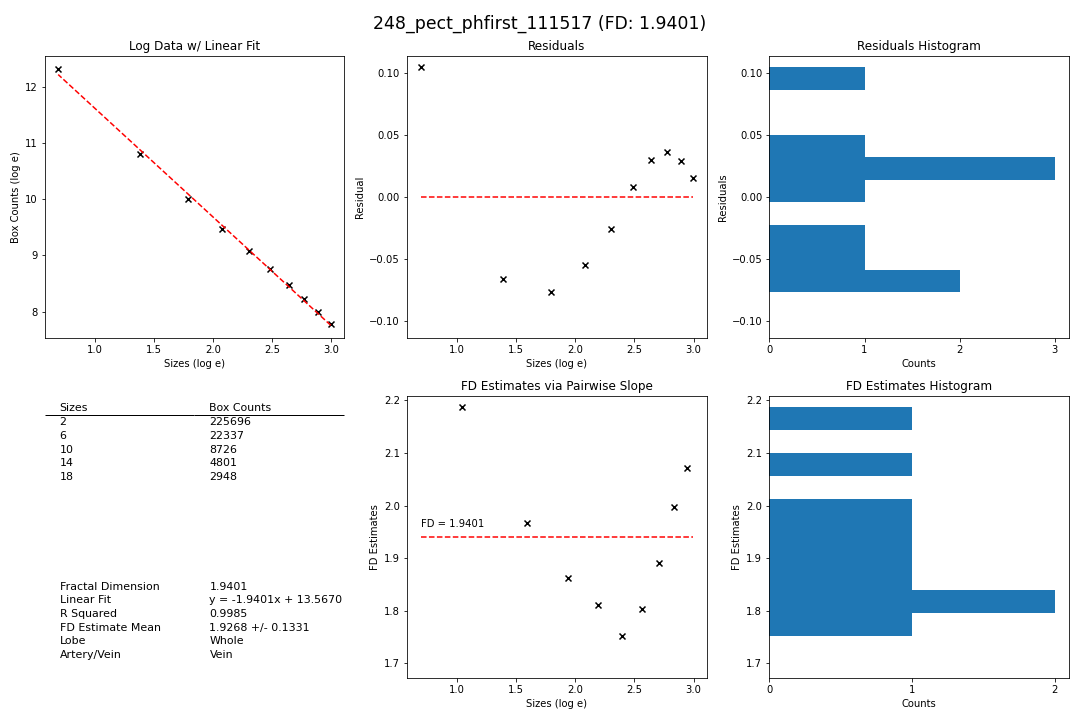 248_pect_phfirst_111517 (FD: 1.9401)
Log Data w/ Linear Fit
Box Counts (log e)
12
11
10
9
8
1.0 1.5 2.0 2.5 3.0
Sizes (log e)
Residuals
Residual
0.10
0.05
0.00
−0.05
−0.10
1.0 1.5 2.0 2.5 3.0
Sizes (log e)
Residuals Histogram
Residuals
0.10
0.05
0.00
−0.05
−0.10
0 1 2 3
Counts
Sizes Box Counts
2 225696
6 22337
10 8726
14 4801
18 2948
Fractal Dimension 1.9401
Linear Fit y = -1.9401x + 13.5670
R Squared 0.9985
FD Estimate Mean 1.9268 +/- 0.1331
Lobe Whole
Artery/Vein Vein
FD Estimates via Pairwise Slope
FD Estimates
2.2
2.1
2.0
1.9
1.8
1.7
FD = 1.9401
1.0 1.5 2.0 2.5 3.0
Sizes (log e)
FD Estimates Histogram
FD Estimates
2.2
2.1
2.0
1.9
1.8
1.7
0 1 2
Counts